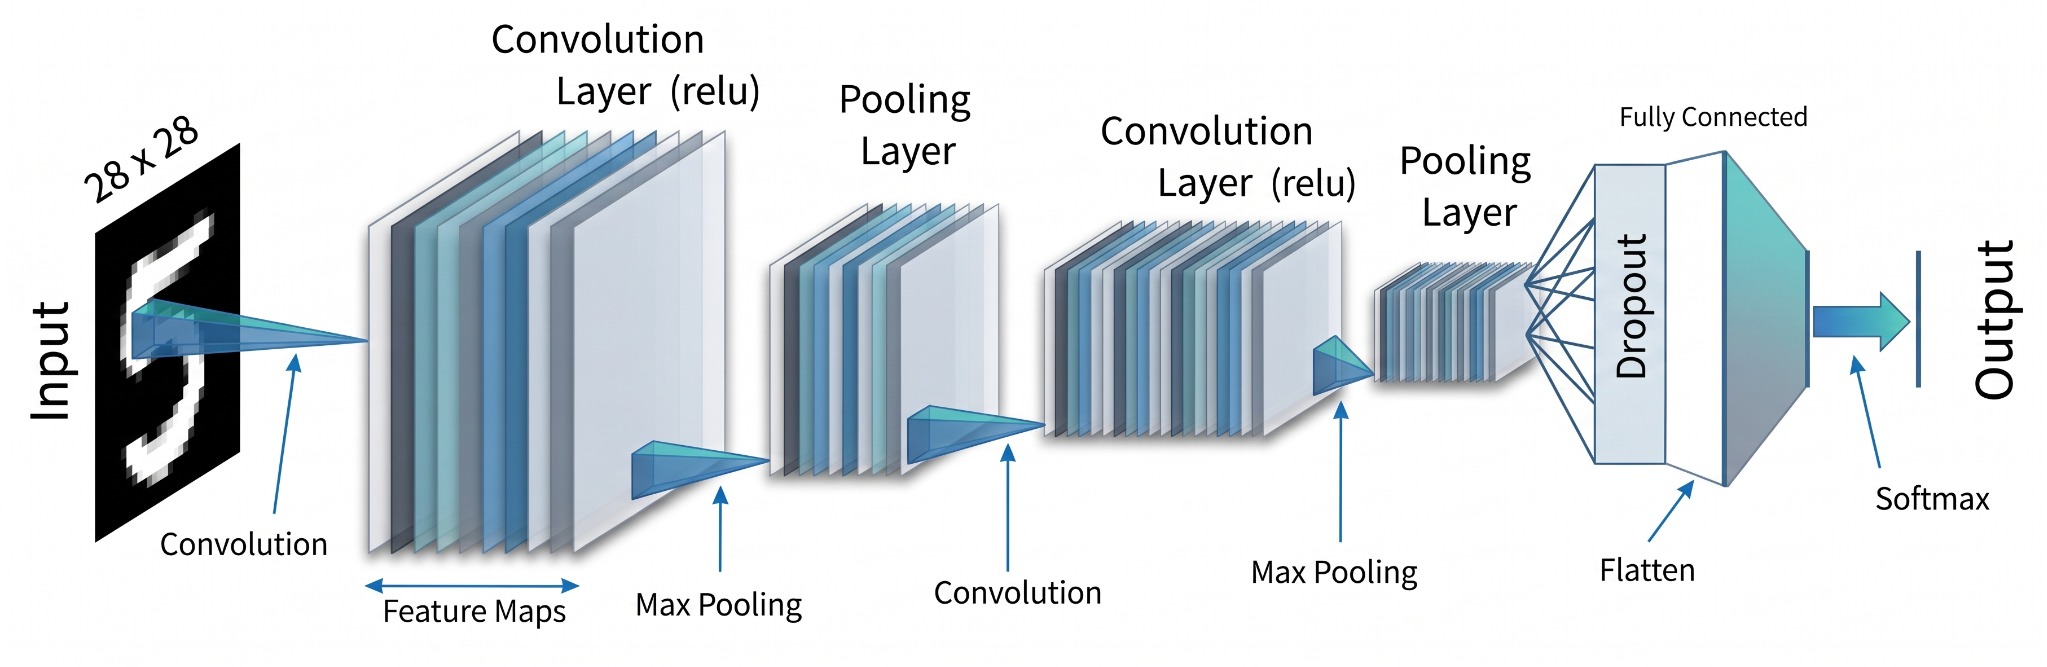 Input
28 x 28
Convolution
Convolution
Layer (relu)
Feature Maps
Max Pooling
Pooling
Layer
Convolution
Convolution
Layer (relu)
Max Pooling
Pooling
Layer
Dropout
Fully Connected
Flatten
Softmax
Output